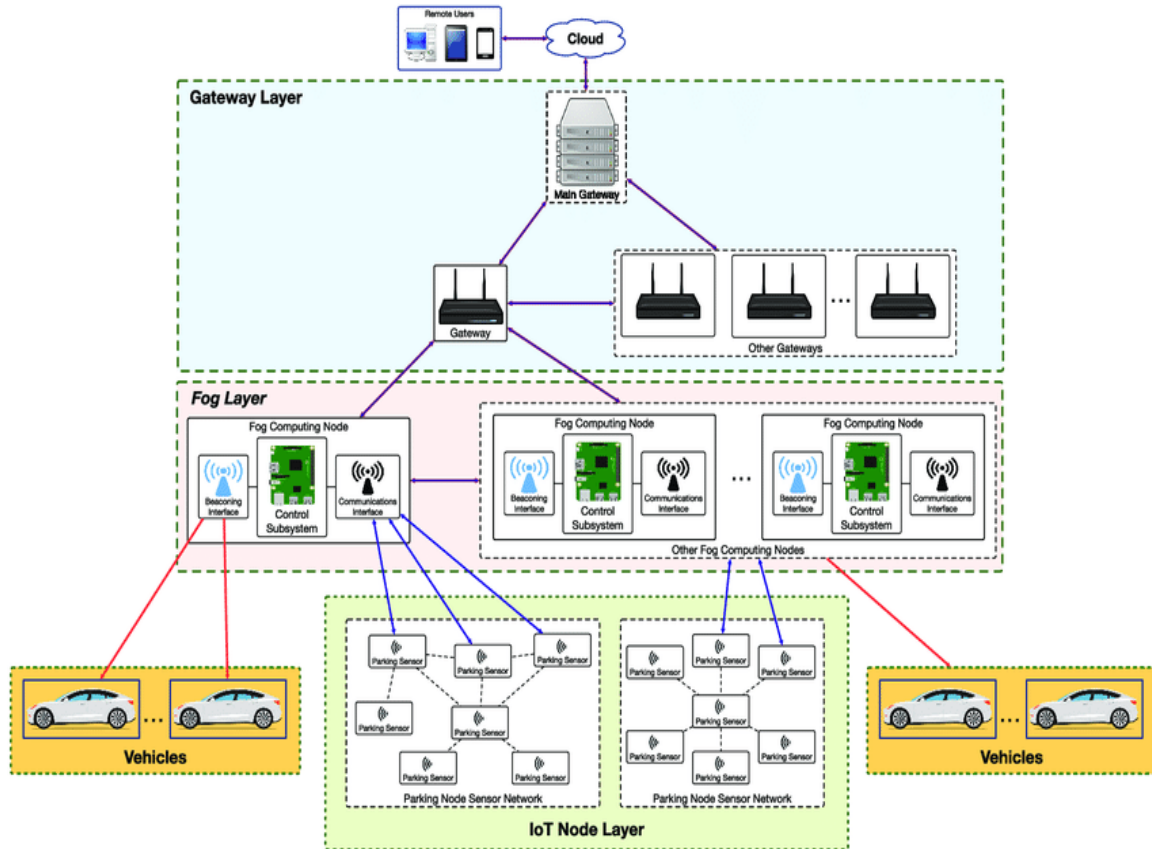 Remote Users
Cloud
Gateway Layer
Main Gateway
Gateway
...
Other Gateways
Fog Layer
Fog Computing Node
Beaconing
Interface
Control
Subsystem
Communications
Interface
Fog Computing Node
Beaconing
Interface
Control
Subsystem
Communications
Interface
...
Fog Computing Node
Beaconing
Interface
Control
Subsystem
Communications
Interface
Other Fog Computing Nodes
Parking Sensor
Parking Sensor
Parking Sensor
Parking Sensor
Parking Sensor
Parking Sensor
Parking Sensor
Parking Node Sensor Network
Parking Sensor
Parking Sensor
Parking Sensor
Parking Sensor
Parking Sensor
Parking Sensor
Parking Sensor
Parking Node Sensor Network
IoT Node Layer
...
Vehicles
...
Vehicles